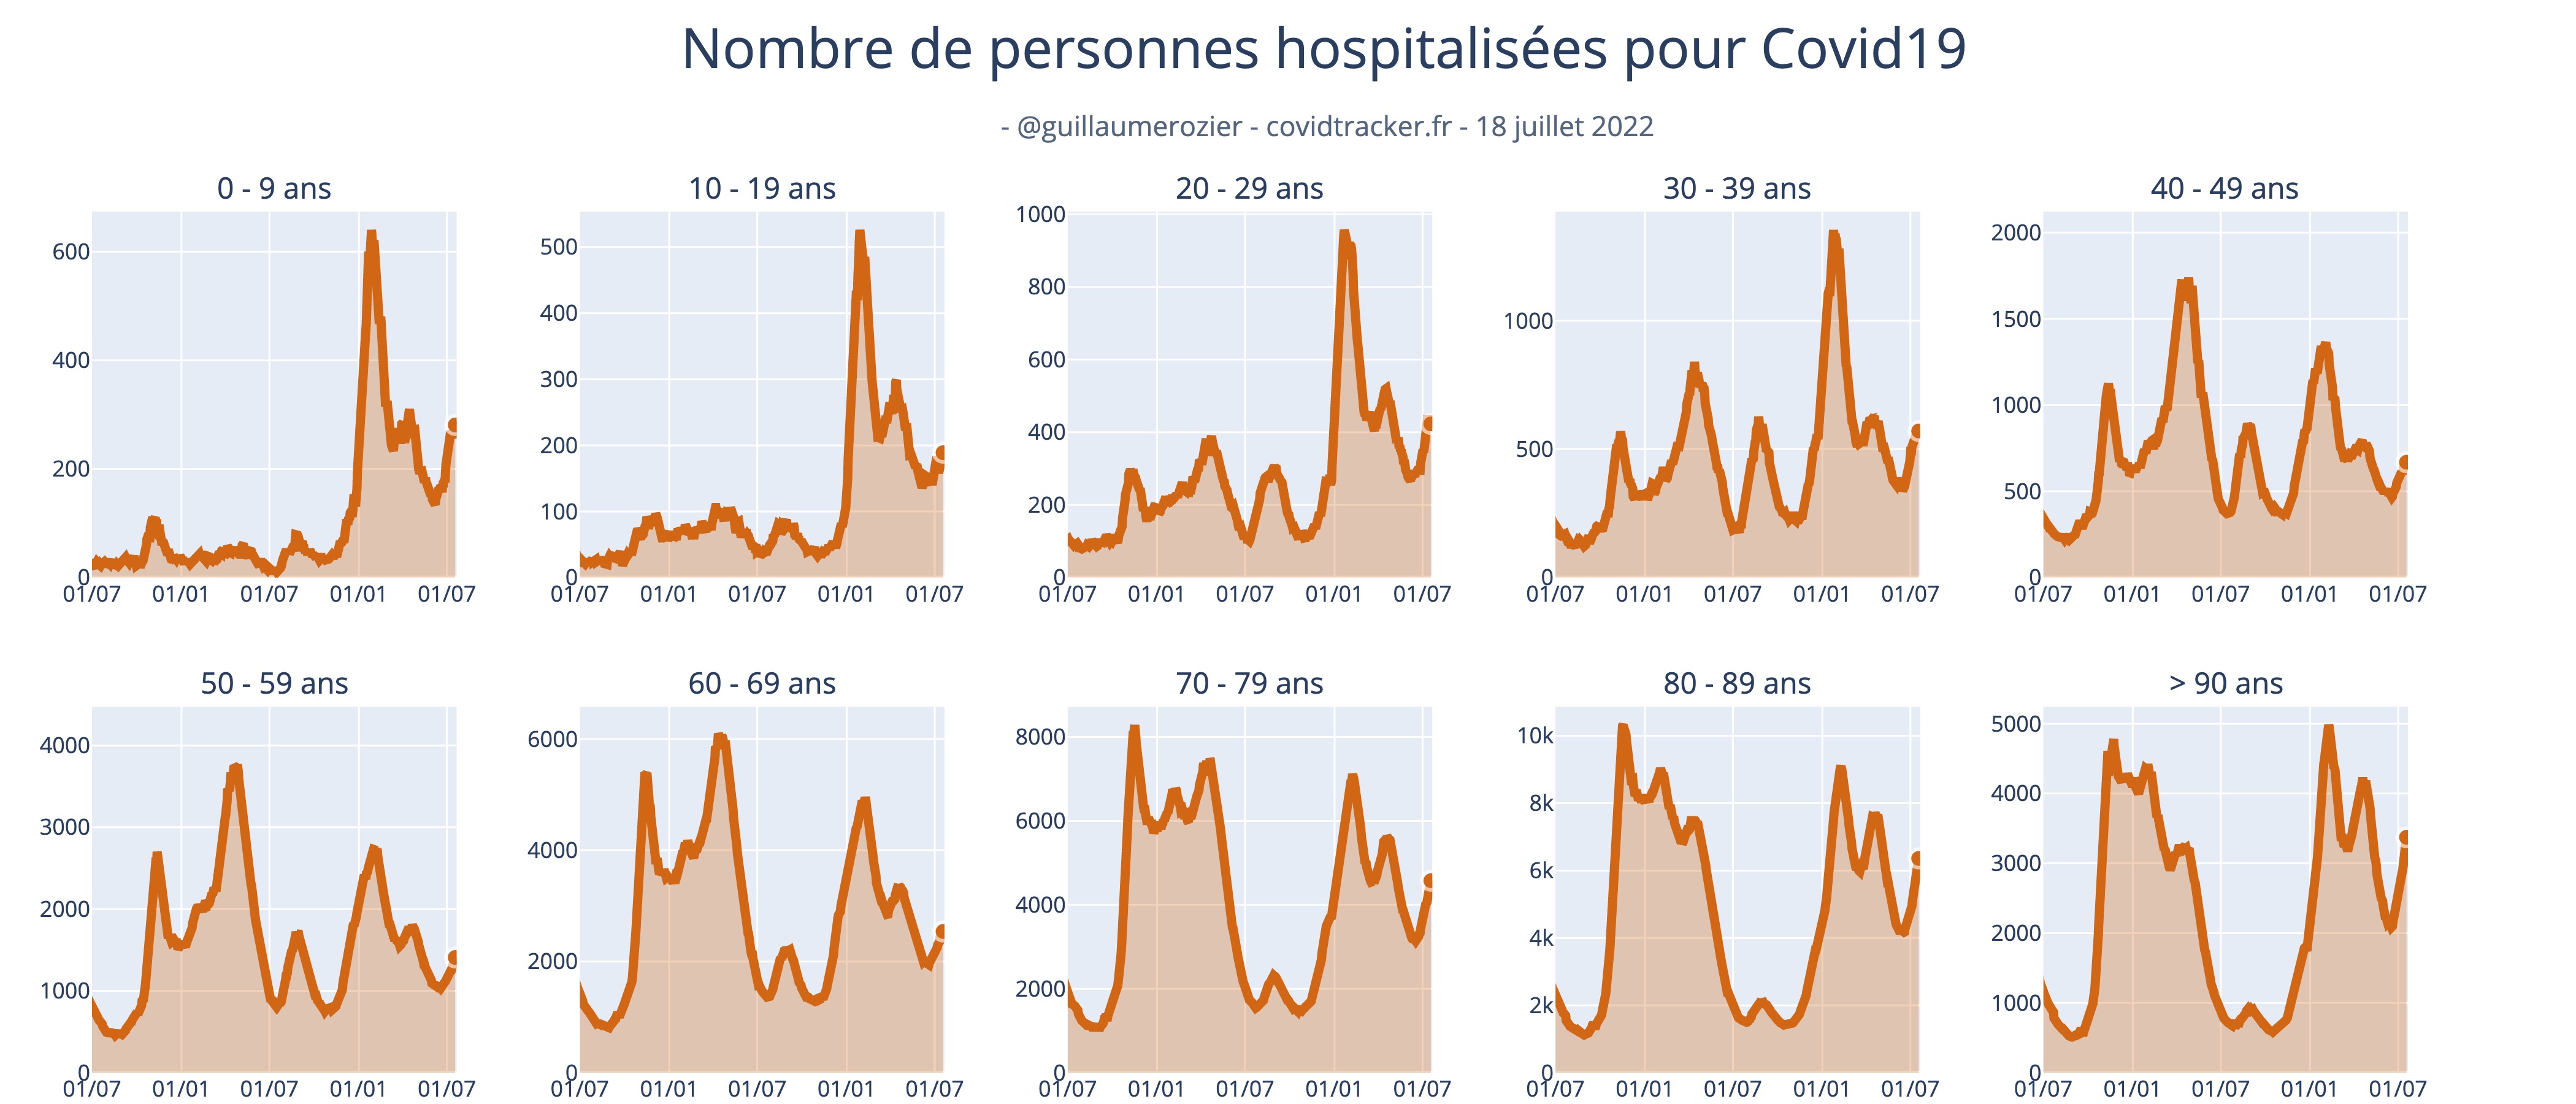 Nombre de personnes hospitalisées pour Covid19
- @guillaumerozier - covidtracker.fr - 18 juillet 2022
0 - 9 ans
600
400
200
0
01/07 01/01 01/07 01/01 01/07
10 - 19 ans
500
400
300
200
100
0
01/07 01/01 01/07 01/01 01/07
20 - 29 ans
1000
800
600
400
200
0
01/07 01/01 01/07 01/01 01/07
30 - 39 ans
1000
500
0
01/07 01/01 01/07 01/01 01/07
40 - 49 ans
2000
1500
1000
500
0
01/07 01/01 01/07 01/01 01/07
50 - 59 ans
4000
3000
2000
1000
0
01/07 01/01 01/07 01/01 01/07
60 - 69 ans
6000
4000
2000
0
01/07 01/01 01/07 01/01 01/07
70 - 79 ans
8000
6000
4000
2000
0
01/07 01/01 01/07 01/01 01/07
80 - 89 ans
10k
8k
6k
4k
2k
0
01/07 01/01 01/07 01/01 01/07
> 90 ans
5000
4000
3000
2000
1000
0
01/07 01/01 01/07 01/01 01/07